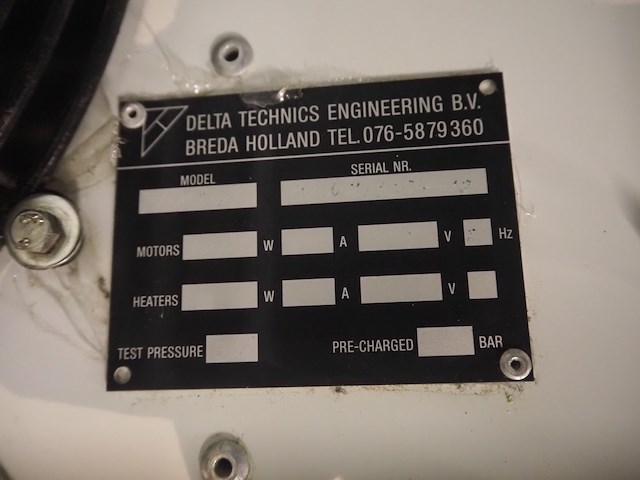 DELTA TECHNICS ENGINEERING B.V.
BREDA HOLLAND TEL. 076-5879360
MODEL SERIAL NR.
MOTORS W A V Hz
HEATERS W A V
TEST PRESSURE PRE-CHARGED BAR